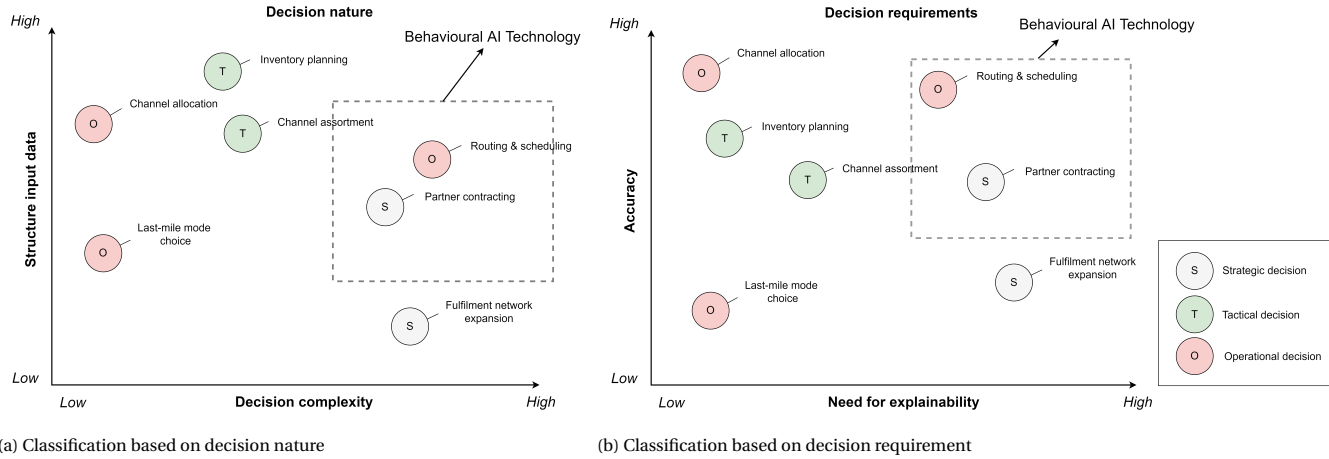 Decision nature
High
Behavioural AI Technology
T
Inventory planning
O
Channel allocation
T
Channel assortment
O
Routing & scheduling
S
Partner contracting
Structure input data
O
Last-mile mode
choice
S
Fulfilment network
expansion
Low
Low
Decision complexity
High
(a) Classification based on decision nature
Decision requirements
High
Behavioural AI Technology
O
Channel allocation
O
Routing & scheduling
T
Inventory planning
T
Channel assortment
S
Partner contracting
Accuracy
S
Fulfilment network
expansion
O
Last-mile mode
choice
Low
Low
Need for explainability
High
S
Strategic decision
T
Tactical decision
O
Operational decision
(b) Classification based on decision requirement